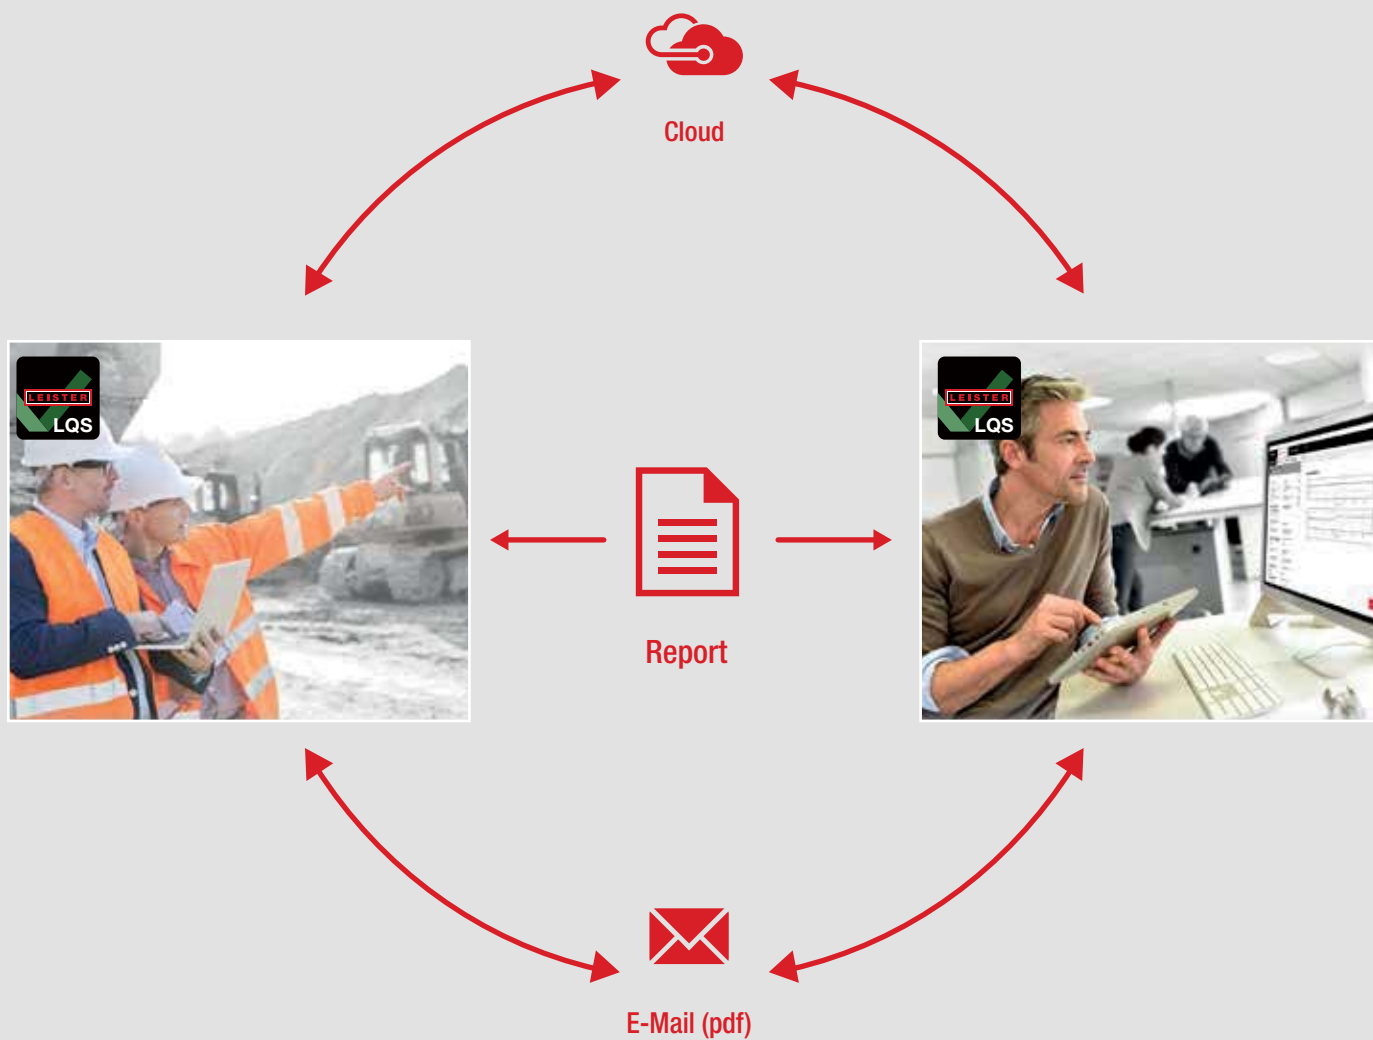 Cloud
LEISTER
LQS
LEISTER
LQS
Report
E-Mail (pdf)